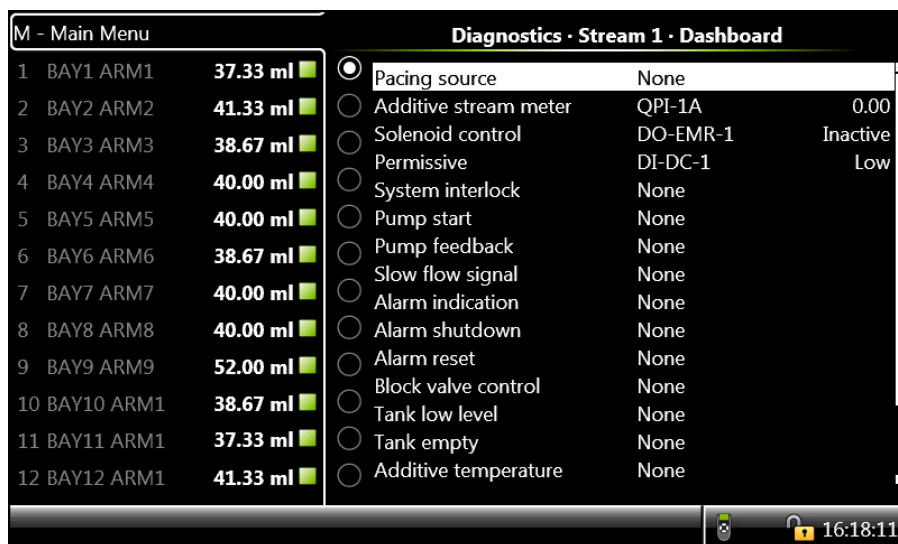 M - Main Menu
Diagnostics · Stream 1 · Dashboard
1 BAY1 ARM1 37.33 ml
2 BAY2 ARM2 41.33 ml
3 BAY3 ARM3 38.67 ml
4 BAY4 ARM4 40.00 ml
5 BAY5 ARM5 40.00 ml
6 BAY6 ARM6 38.67 ml
7 BAY7 ARM7 40.00 ml
8 BAY8 ARM8 40.00 ml
9 BAY9 ARM9 52.00 ml
10 BAY10 ARM1 38.67 ml
11 BAY11 ARM1 37.33 ml
12 BAY12 ARM1 41.33 ml
Pacing source None
Additive stream meter QPI-1A 0.00
Solenoid control DO-EMR-1 Inactive
Permissive DI-DC-1 Low
System interlock None
Pump start None
Pump feedback None
Slow flow signal None
Alarm indication None
Alarm shutdown None
Alarm reset None
Block valve control None
Tank low level None
Tank empty None
Additive temperature None
16:18:11